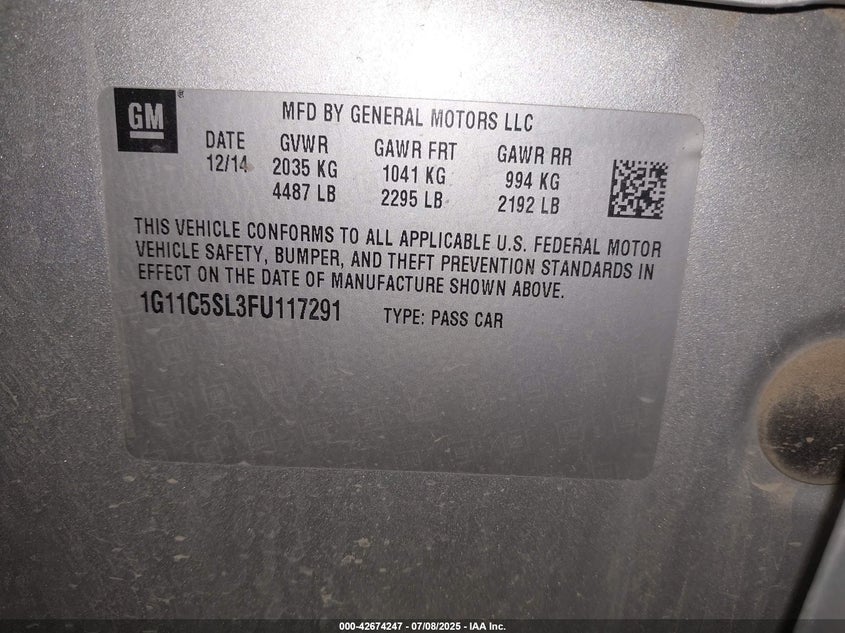 GM
MFD BY GENERAL MOTORS LLC
DATE GVWR GAWR FRT GAWR RR
12/14 2035 KG 1041 KG 994 KG
4487 LB 2295 LB 2192 LB
THIS VEHICLE CONFORMS TO ALL APPLICABLE U.S. FEDERAL MOTOR
VEHICLE SAFETY, BUMPER, AND THEFT PREVENTION STANDARDS IN
EFFECT ON THE DATE OF MANUFACTURE SHOWN ABOVE.
1G11C5SL3FU117291 TYPE: PASS CAR
000-42674247 - 07/08/2025 - IAA Inc.